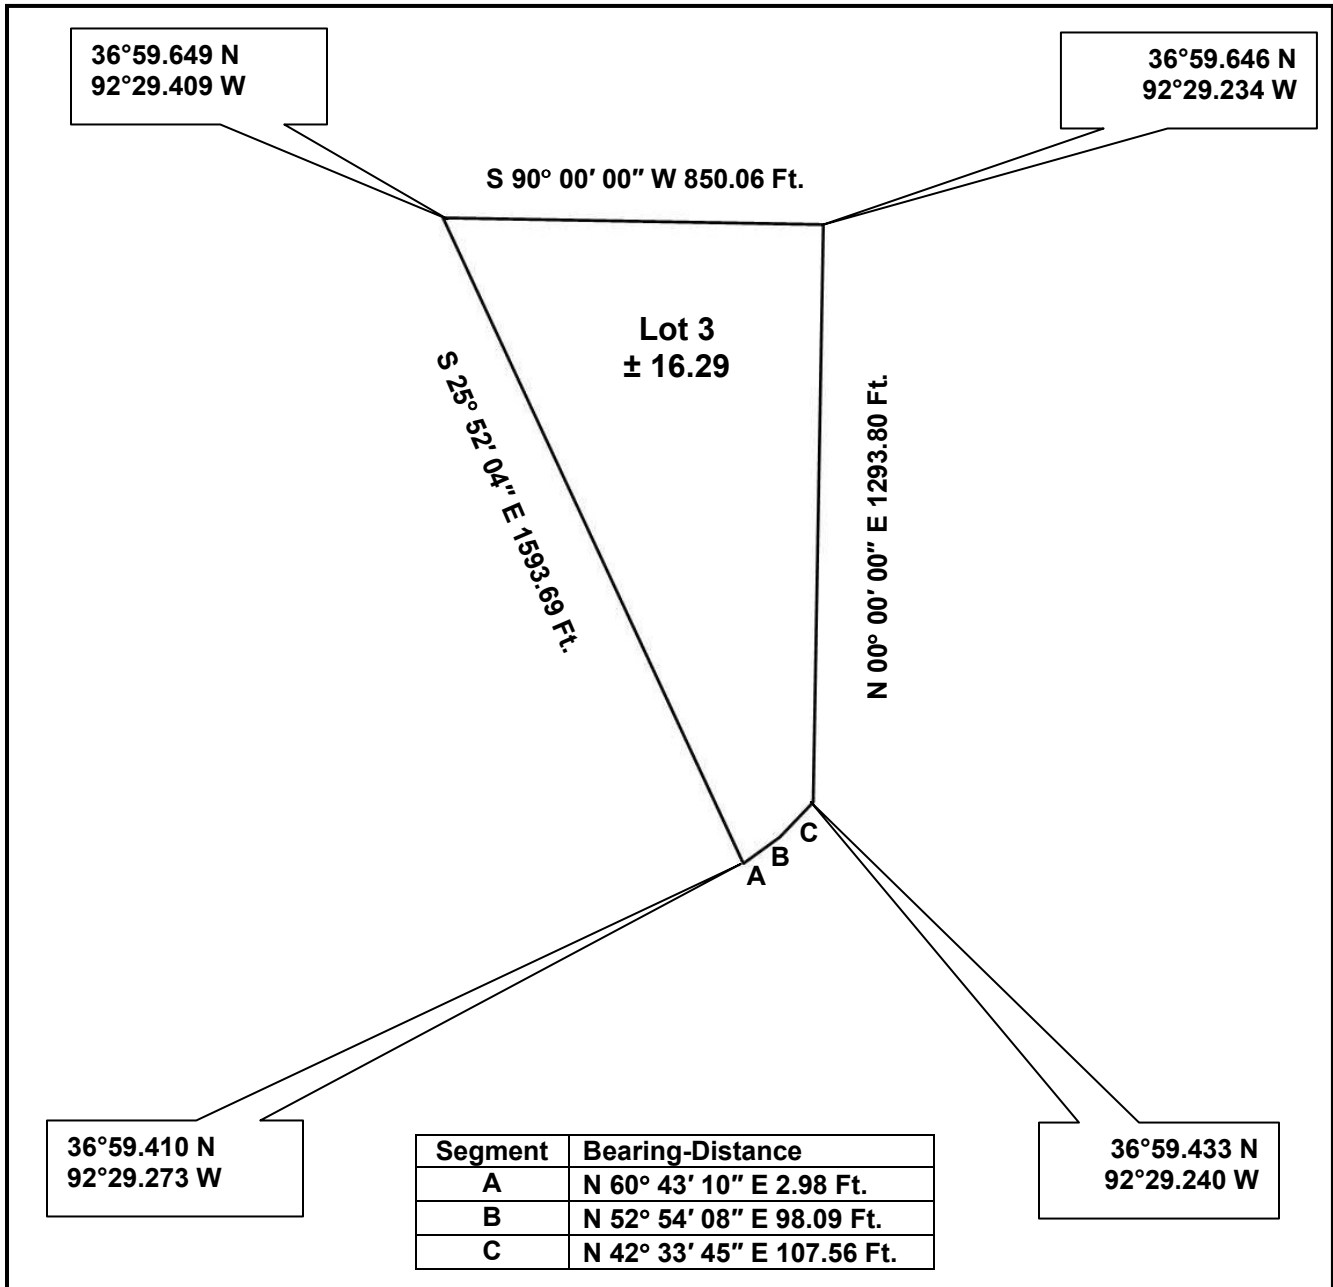 36°59.649 N
92°29.409 W
36°59.646 N
92°29.234 W
S 90° 00′ 00″ W 850.06 Ft.
Lot 3
± 16.29
S 25° 52′ 04″ E 1593.69 Ft.
N 00° 00′ 00″ E 1293.80 Ft.
C
B
A
36°59.410 N
92°29.273 W
36°59.433 N
92°29.240 W
Segment Bearing-Distance
A N 60° 43′ 10″ E 2.98 Ft.
B N 52° 54′ 08″ E 98.09 Ft.
C N 42° 33′ 45″ E 107.56 Ft.